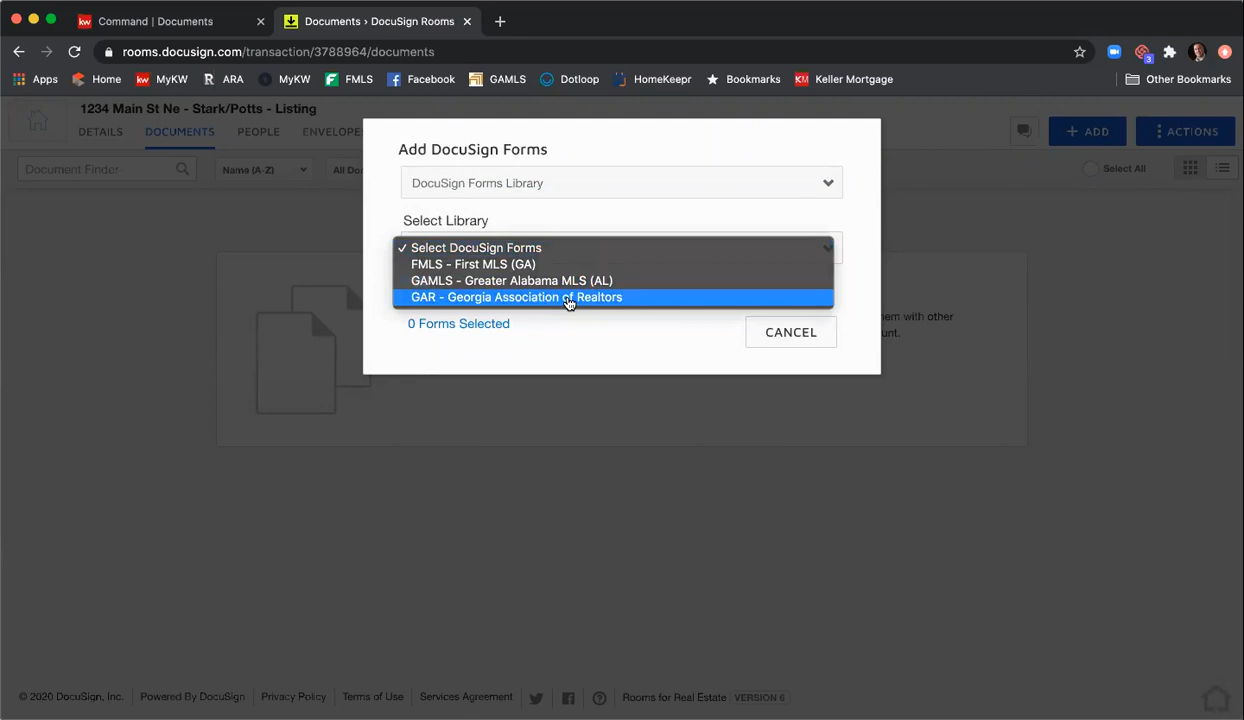 Command | Documents
Documents › DocuSign Rooms
rooms.docusign.com/transaction/3788964/documents
3
Apps Home MyKW ARA MyKW FMLS Facebook GAMLS Dotloop HomeKeepr Bookmarks Keller Mortgage Other Bookmarks
1234 Main St Ne - Stark/Potts - Listing
DETAILS DOCUMENTS PEOPLE ENVELOPE + ADD ACTIONS
Document Finder Name (A-Z) All Do Select All
Add DocuSign Forms
DocuSign Forms Library
Select Library
✓ Select DocuSign Forms
FMLS - First MLS (GA)
GAMLS - Greater Alabama MLS (AL)
GAR - Georgia Association of Realtors
0 Forms Selected
CANCEL
em with other
unt.
© 2020 DocuSign, Inc. Powered By DocuSign Privacy Policy Terms of Use Services Agreement Rooms for Real Estate VERSION 6